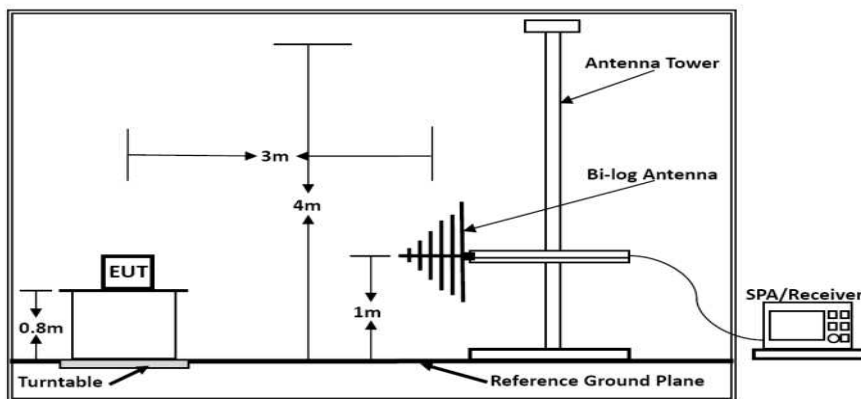 Antenna Tower
3m
Bi-log Antenna
4m
EUT
SPA/Receiver
0.8m
1m
Turntable
Reference Ground Plane